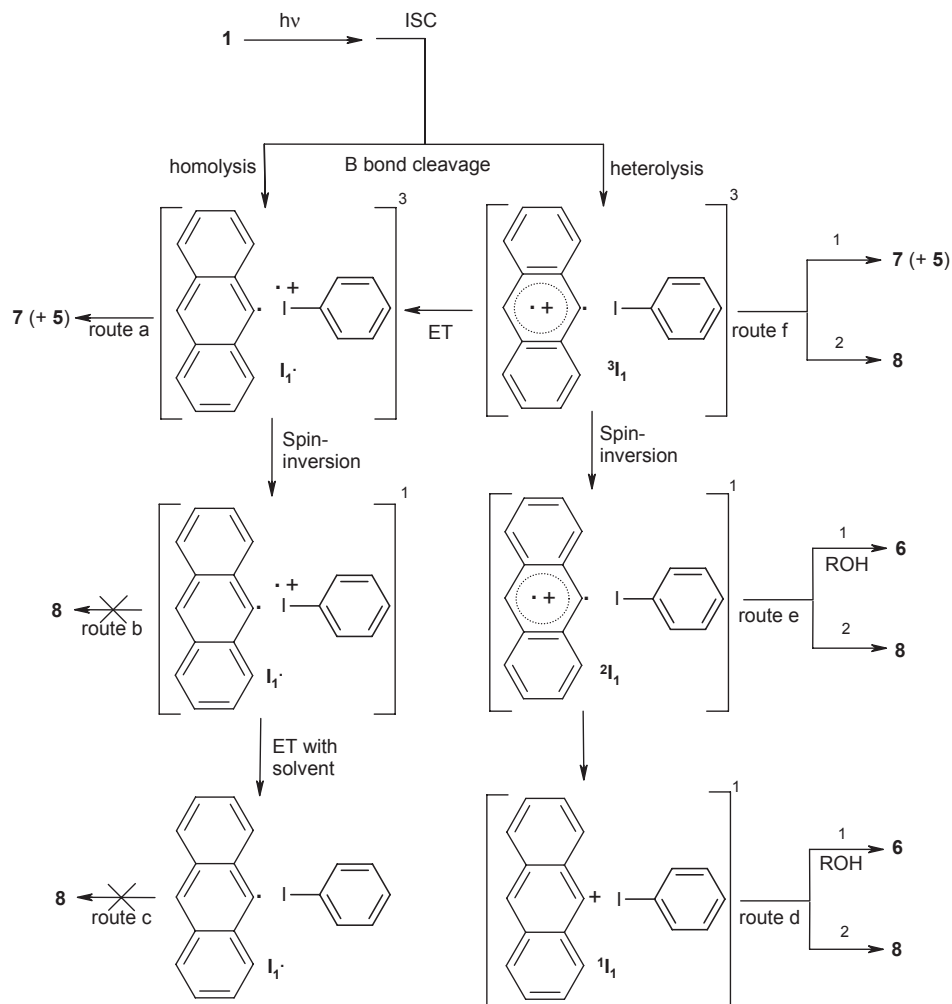 hν
ISC
1
homolysis
B bond cleavage
heterolysis
3
3
1
7 (+ 5)
7 (+ 5)
route a
·+
· I
·
I₁·
ET
·+
·
I
³I₁
route f
2
8
Spin-
inversion
Spin-
inversion
1
1
1
6
ROH
8
route b
·+
· I
I₁·
·+
·
I
²I₁
route e
2
8
ET with
solvent
1
1
6
ROH
8
route c
· I
I₁·
+ I
¹I₁
route d
2
8